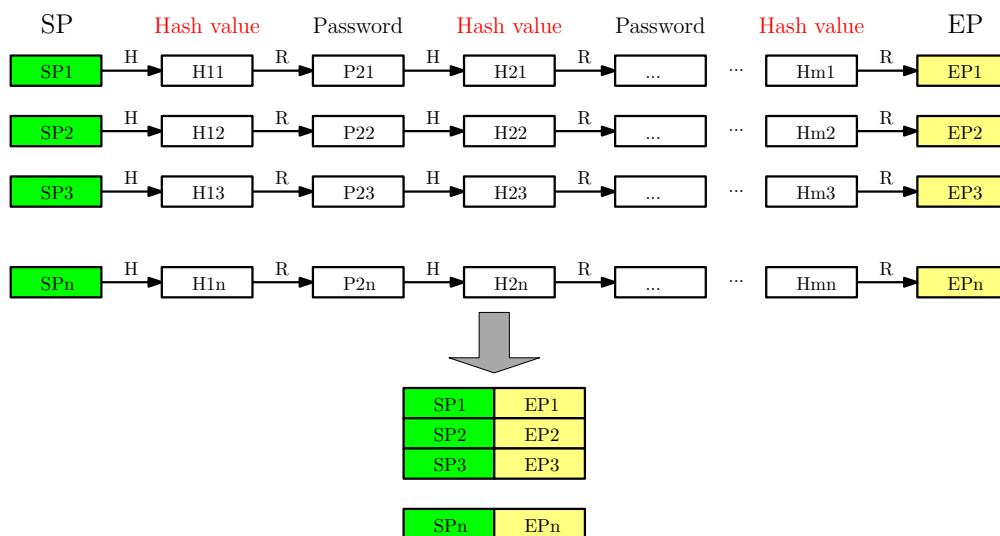 SP Hash value Password Hash value Password Hash value EP
SP1 H H11 R P21 H H21 R ... ... Hm1 R EP1
SP2 H H12 R P22 H H22 R ... ... Hm2 R EP2
SP3 H H13 R P23 H H23 R ... ... Hm3 R EP3
SPn H H1n R P2n H H2n R ... ... Hmn R EPn
SP1 EP1
SP2 EP2
SP3 EP3
SPn EPn